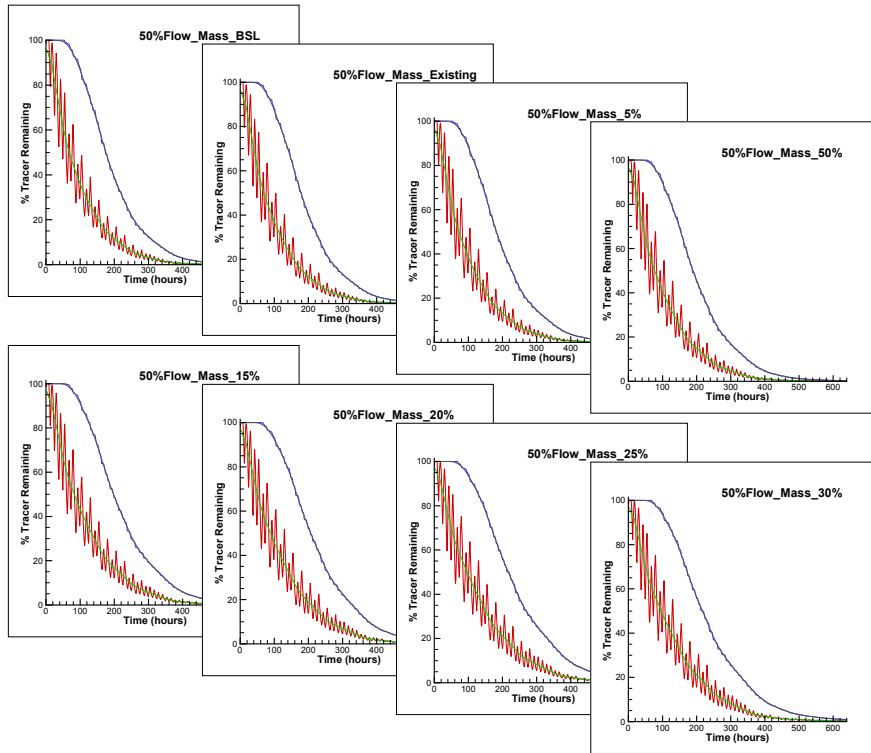 50%Flow_Mass_BSL
% Tracer Remaining
100
80
60
40
20
0
0 100 200 300 400
Time (hours)
50%Flow_Mass_Existing
% Tracer Remaining
100
80
60
40
20
0
0 100 200 300 400
Time (hours)
50%Flow_Mass_5%
% Tracer Remaining
100
80
60
40
20
0
0 100 200 300 400
Time (hours)
50%Flow_Mass_50%
% Tracer Remaining
100
80
60
40
20
0
0 100 200 300 400 500 600
Time (hours)
50%Flow_Mass_15%
% Tracer Remaining
100
80
60
40
20
0
0 100 200 300 400
Time (hours)
50%Flow_Mass_20%
% Tracer Remaining
100
80
60
40
20
0
0 100 200 300 400
Time (hours)
50%Flow_Mass_25%
% Tracer Remaining
100
80
60
40
20
0
0 100 200 300 400
Time (hours)
50%Flow_Mass_30%
% Tracer Remaining
100
80
60
40
20
0
0 100 200 300 400 500 600
Time (hours)